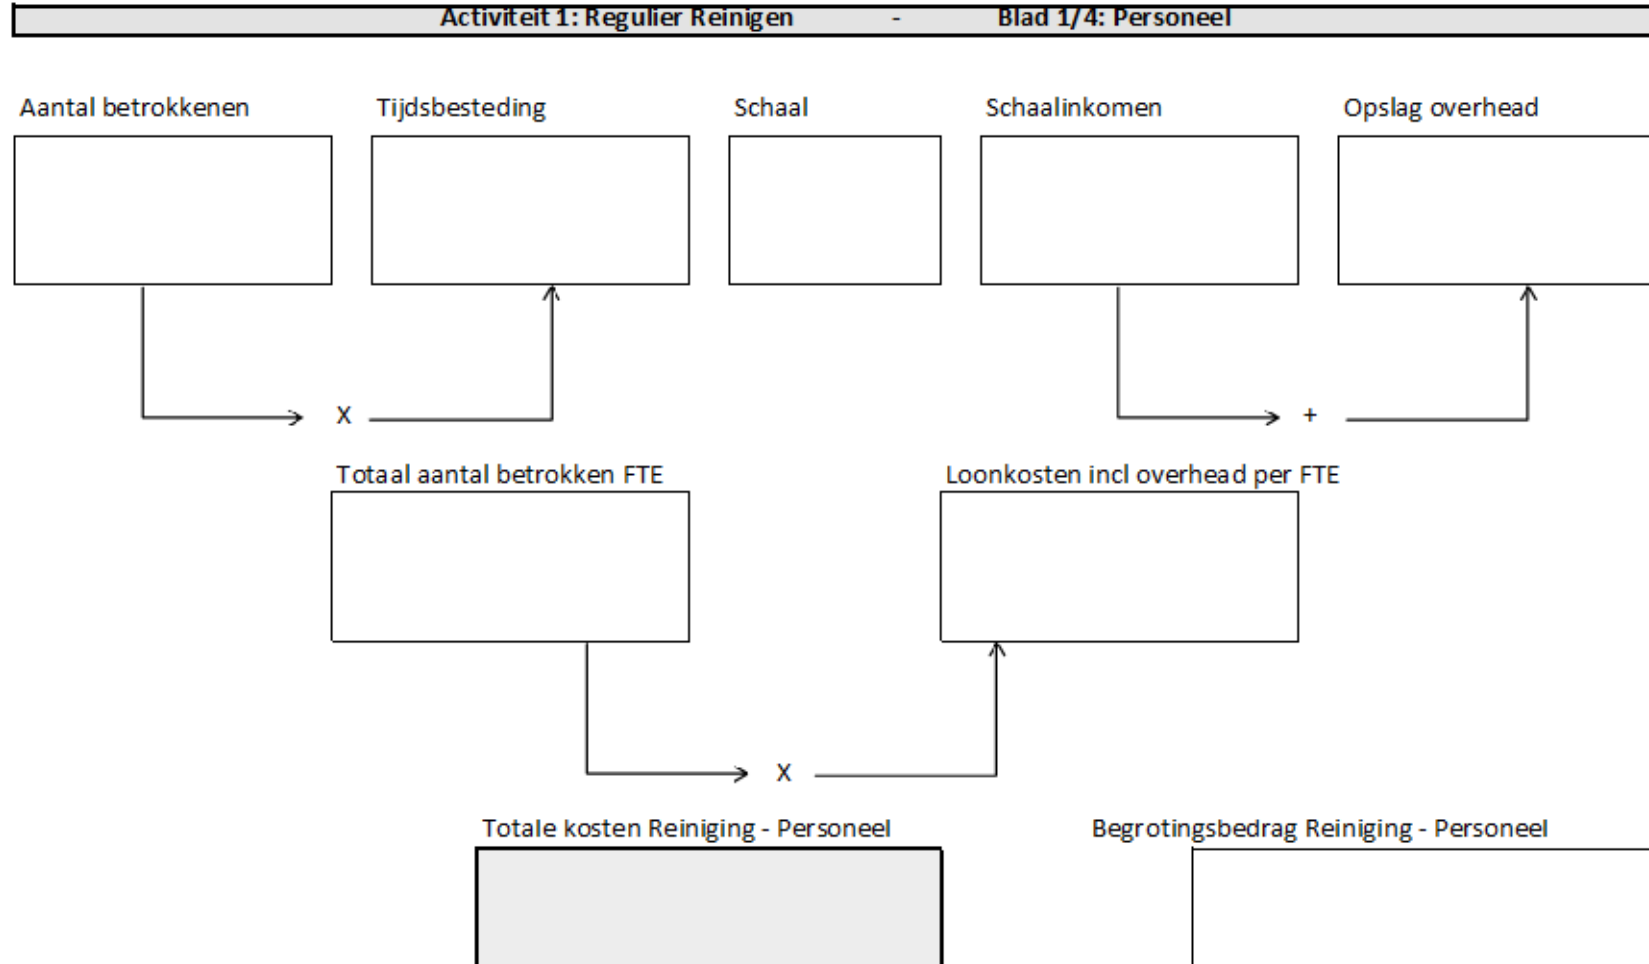 Activiteit 1: Regulier Reinigen - Blad 1/4: Personeel
Aantal betrokkenen Tijdsbesteding Schaal Schaalinkomen Opslag overhead
X +
Totaal aantal betrokken FTE Loonkosten incl overhead per FTE
X
Totale kosten Reiniging - Personeel Begrotingsbedrag Reiniging - Personeel